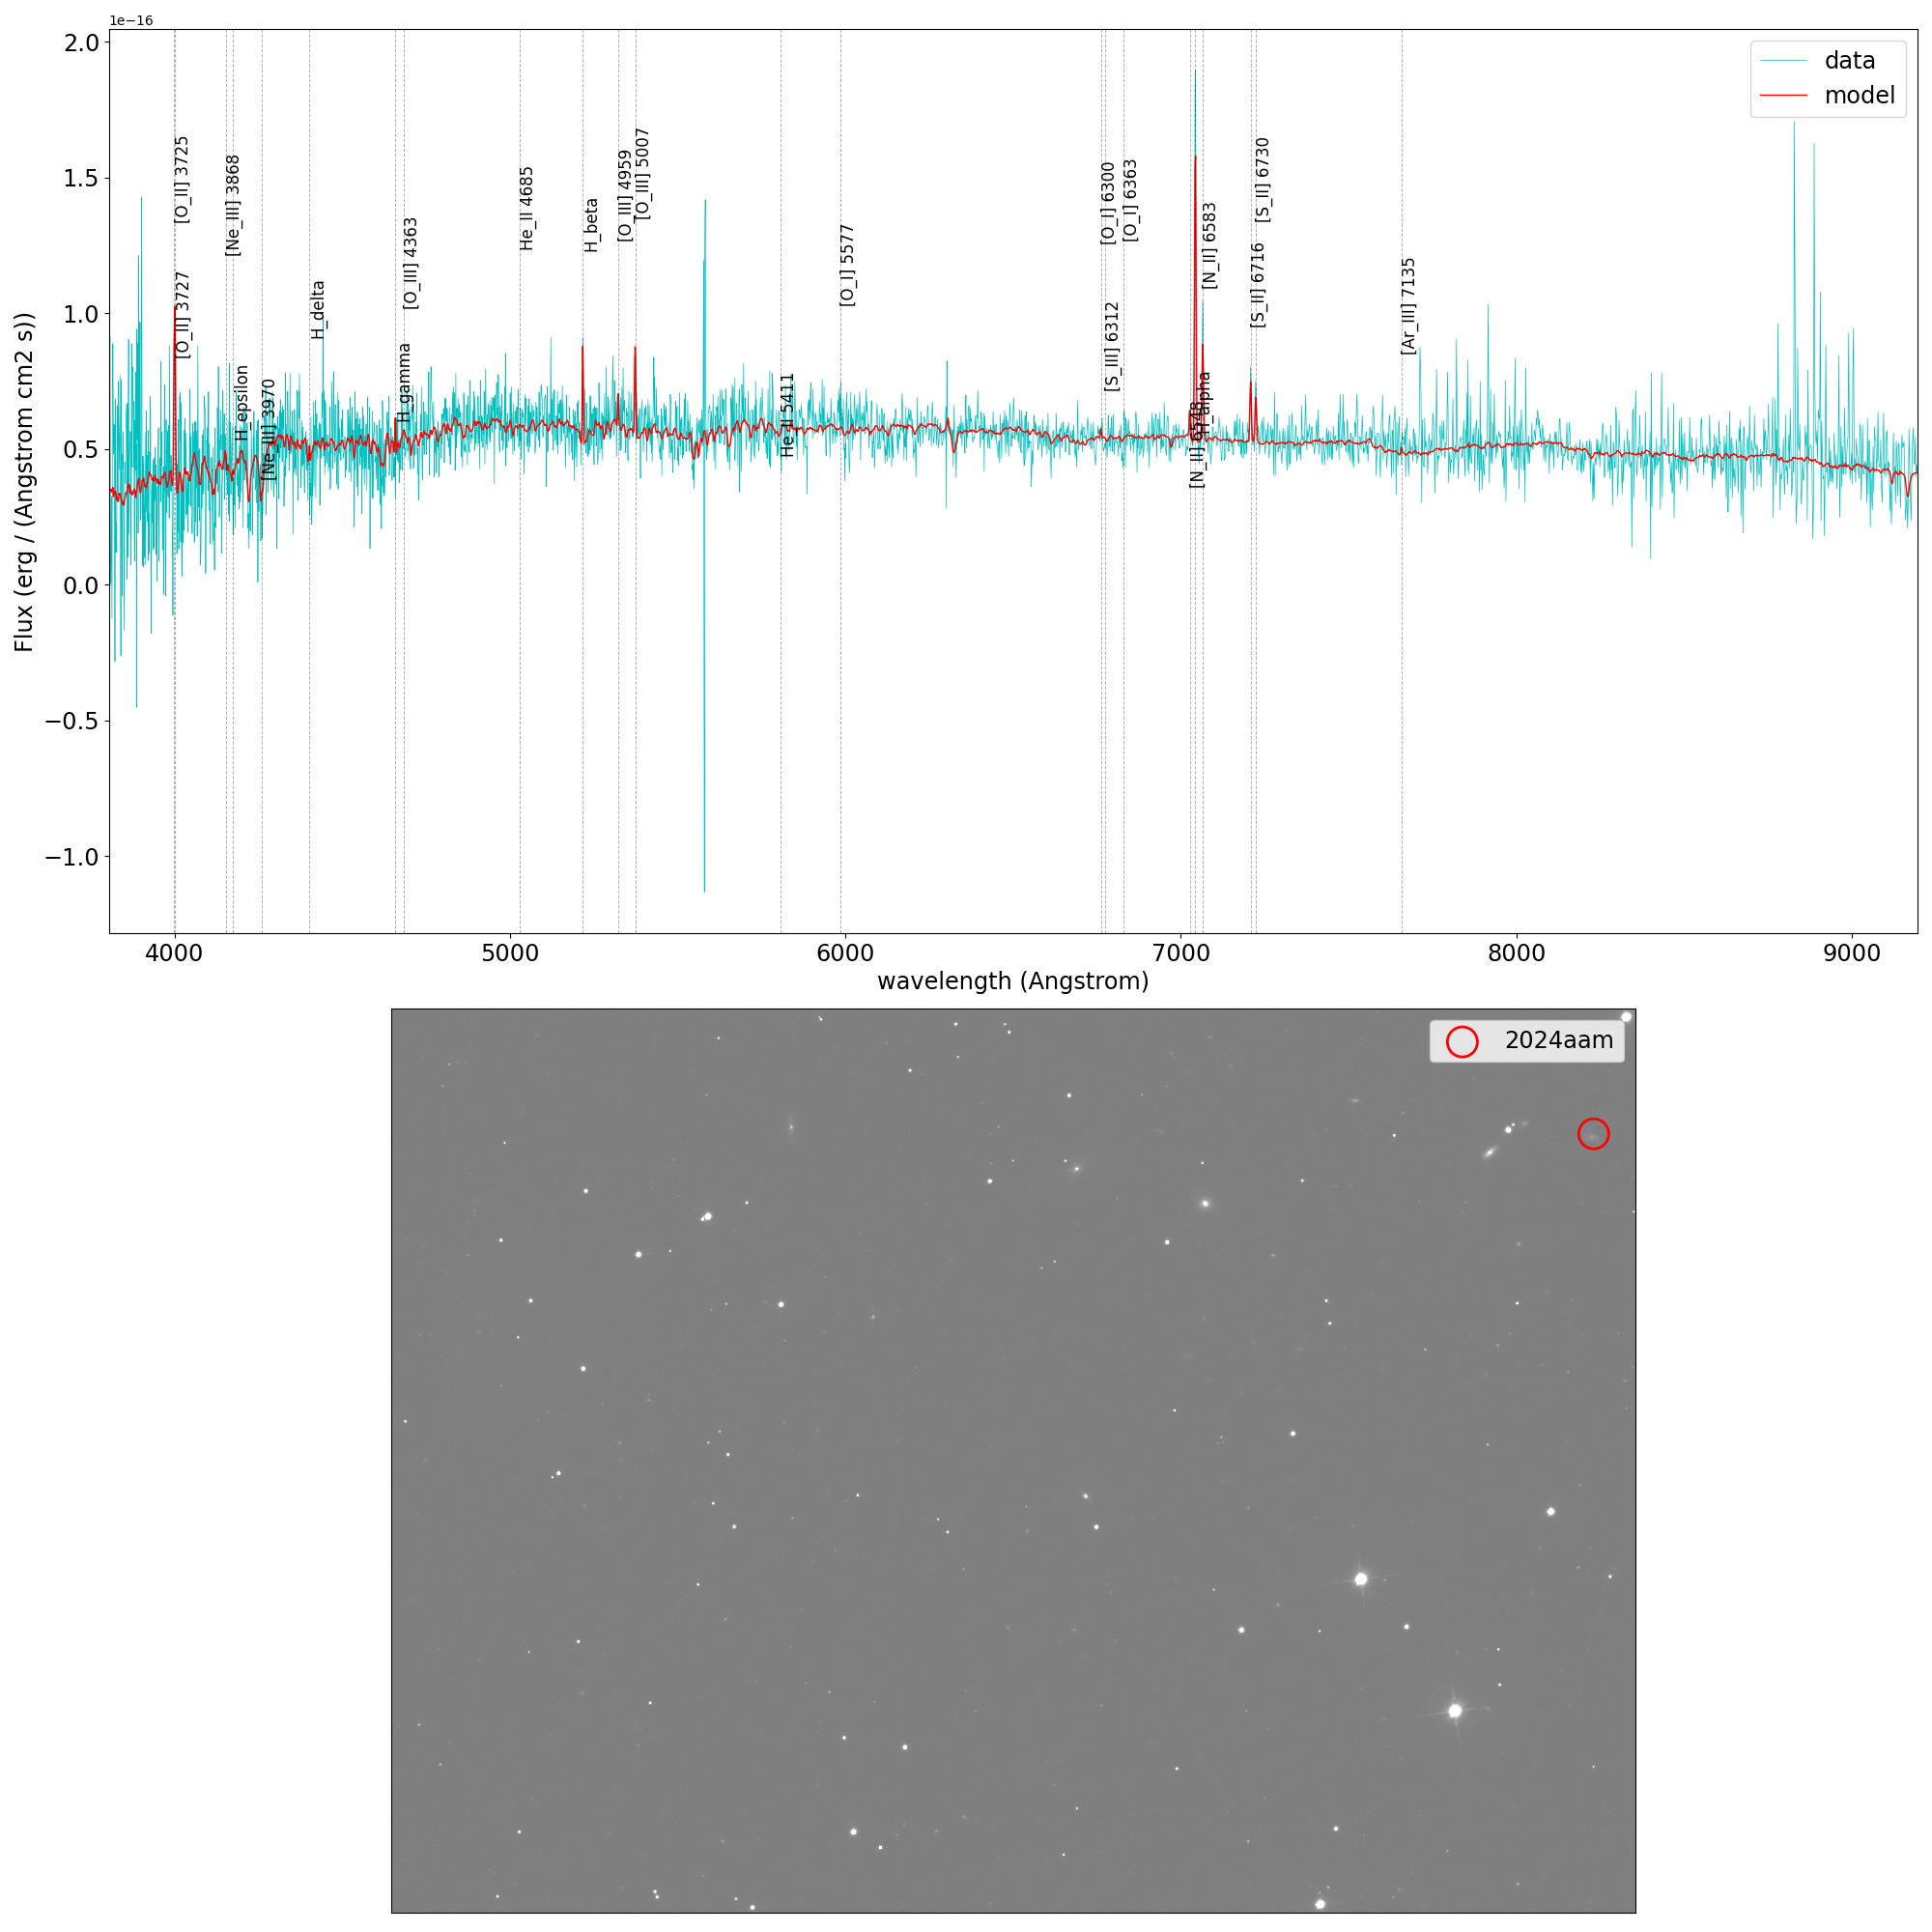 1e−16
data
model
2.0
1.5
1.0
0.5
0.0
−0.5
−1.0
Flux (erg / (Angstrom cm2 s))
[O_II] 3725
[O_II] 3727
[Ne_III] 3868
H_epsilon
[Ne_III] 3970
H_delta
[O_III] 4363
H_gamma
He_II 4685
H_beta
[O_III] 4959
[O_III] 5007
He_II 5411
[O_I] 5577
[O_I] 6300
[S_III] 6312
[O_I] 6363
[N_II] 6548
H_alpha
[N_II] 6583
[S_II] 6716
[S_II] 6730
[Ar_III] 7135
4000
5000
6000
7000
8000
9000
wavelength (Angstrom)
2024aam